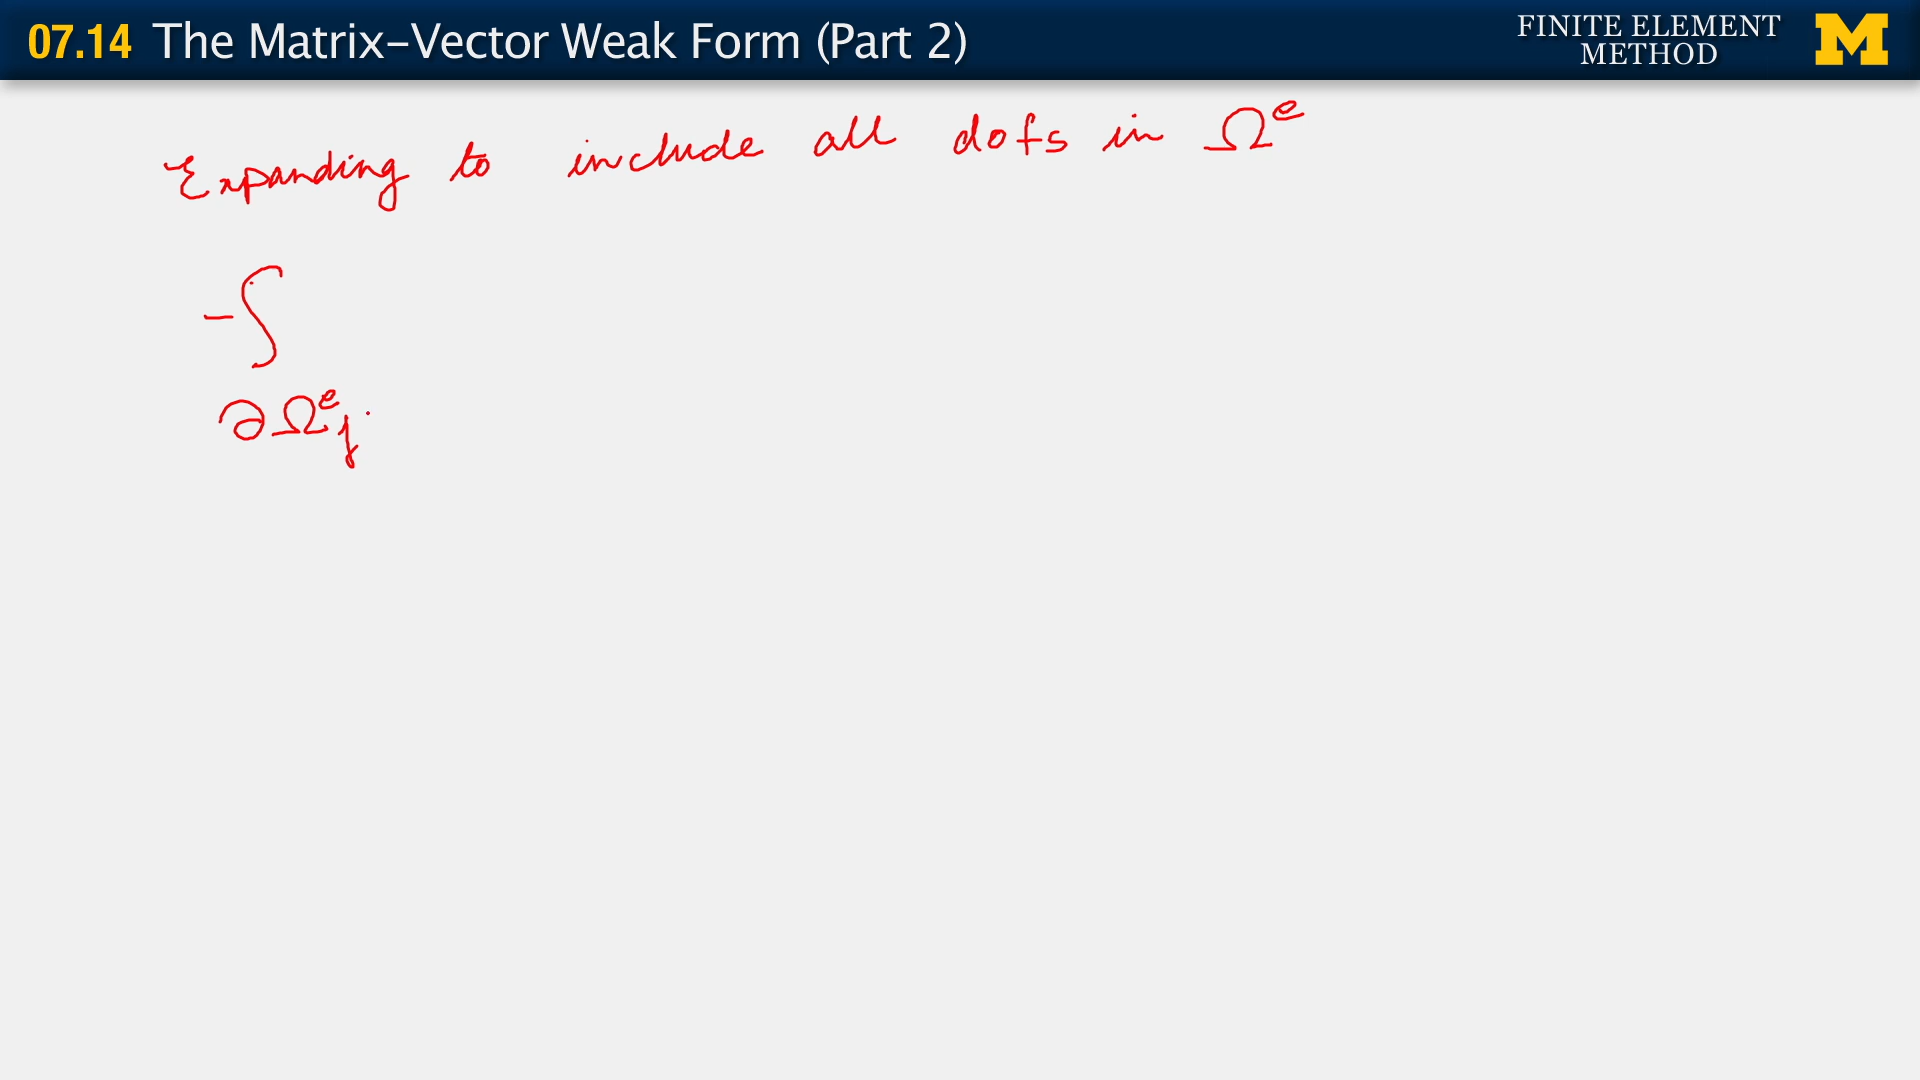 07.14 The Matrix–Vector Weak Form (Part 2)
FINITE ELEMENT
METHOD
M
Expanding to include all dofs in Ωᵉ
-∫
∂Ωᵉⱼ